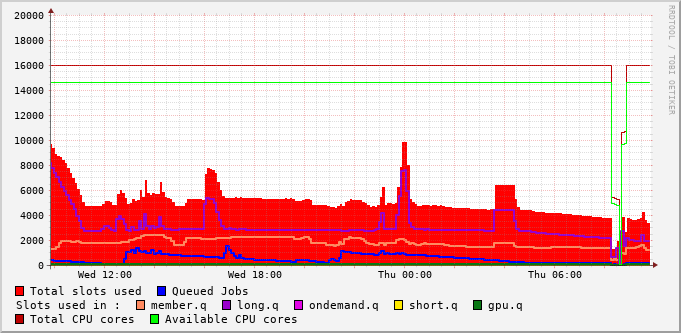 20000
18000
16000
14000
12000
10000
8000
6000
4000
2000
0
Wed 12:00 Wed 18:00 Thu 00:00 Thu 06:00
RRDTOOL / TOBI OETIKER
Total slots used Queued Jobs
Slots used in : member.q long.q ondemand.q short.q gpu.q
Total CPU cores Available CPU cores